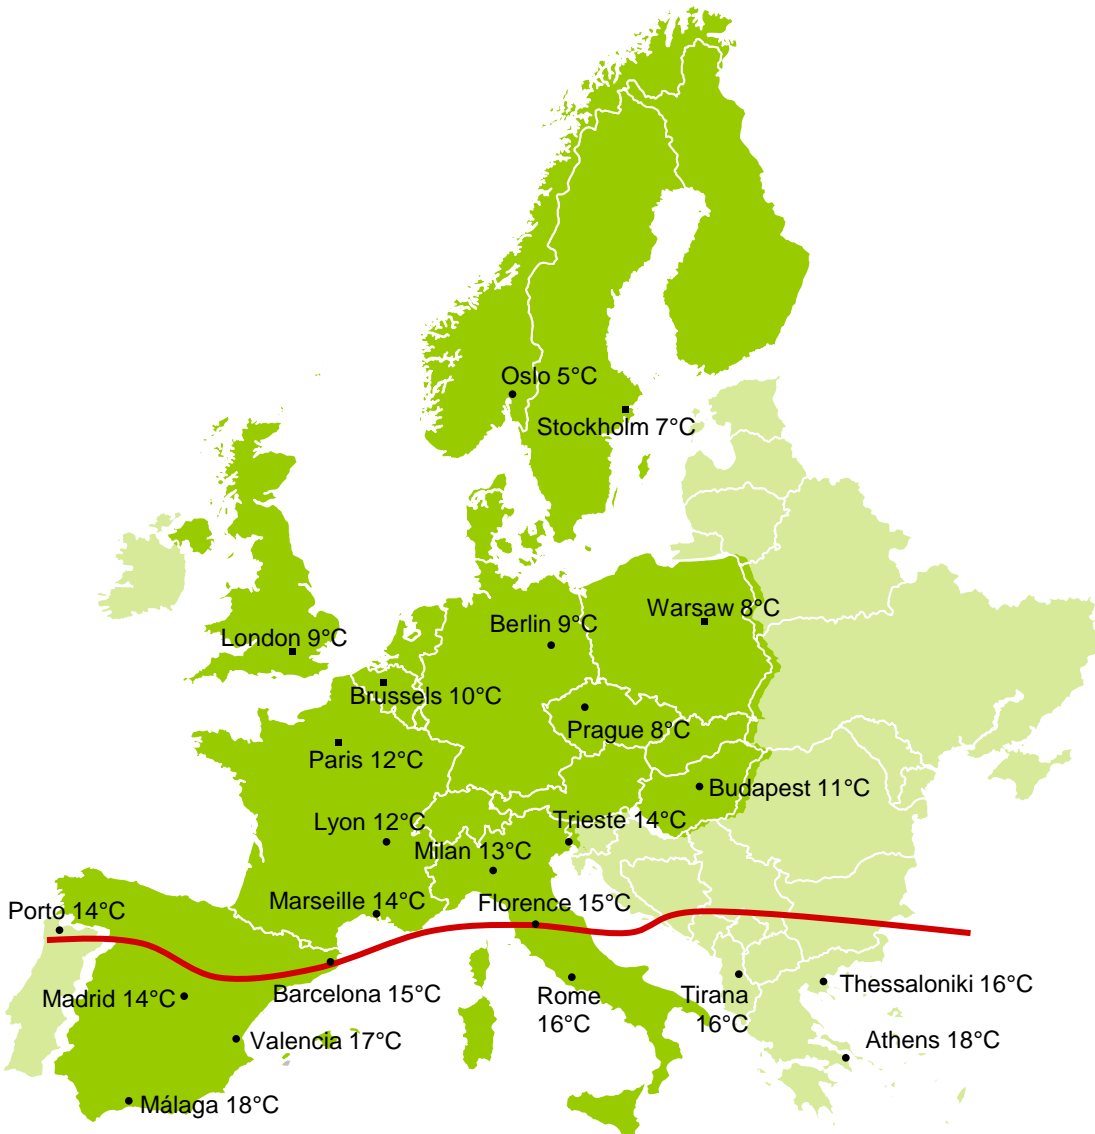 Oslo 5°C
Stockholm 7°C
Warsaw 8°C
Berlin 9°C
London 9°C
Brussels 10°C
Prague 8°C
Paris 12°C
Budapest 11°C
Lyon 12°C
Trieste 14°C
Milan 13°C
Marseille 14°C
Florence 15°C
Porto 14°C
Madrid 14°C
Barcelona 15°C
Rome
16°C
Tirana
16°C
Thessaloniki 16°C
Valencia 17°C
Athens 18°C
Málaga 18°C